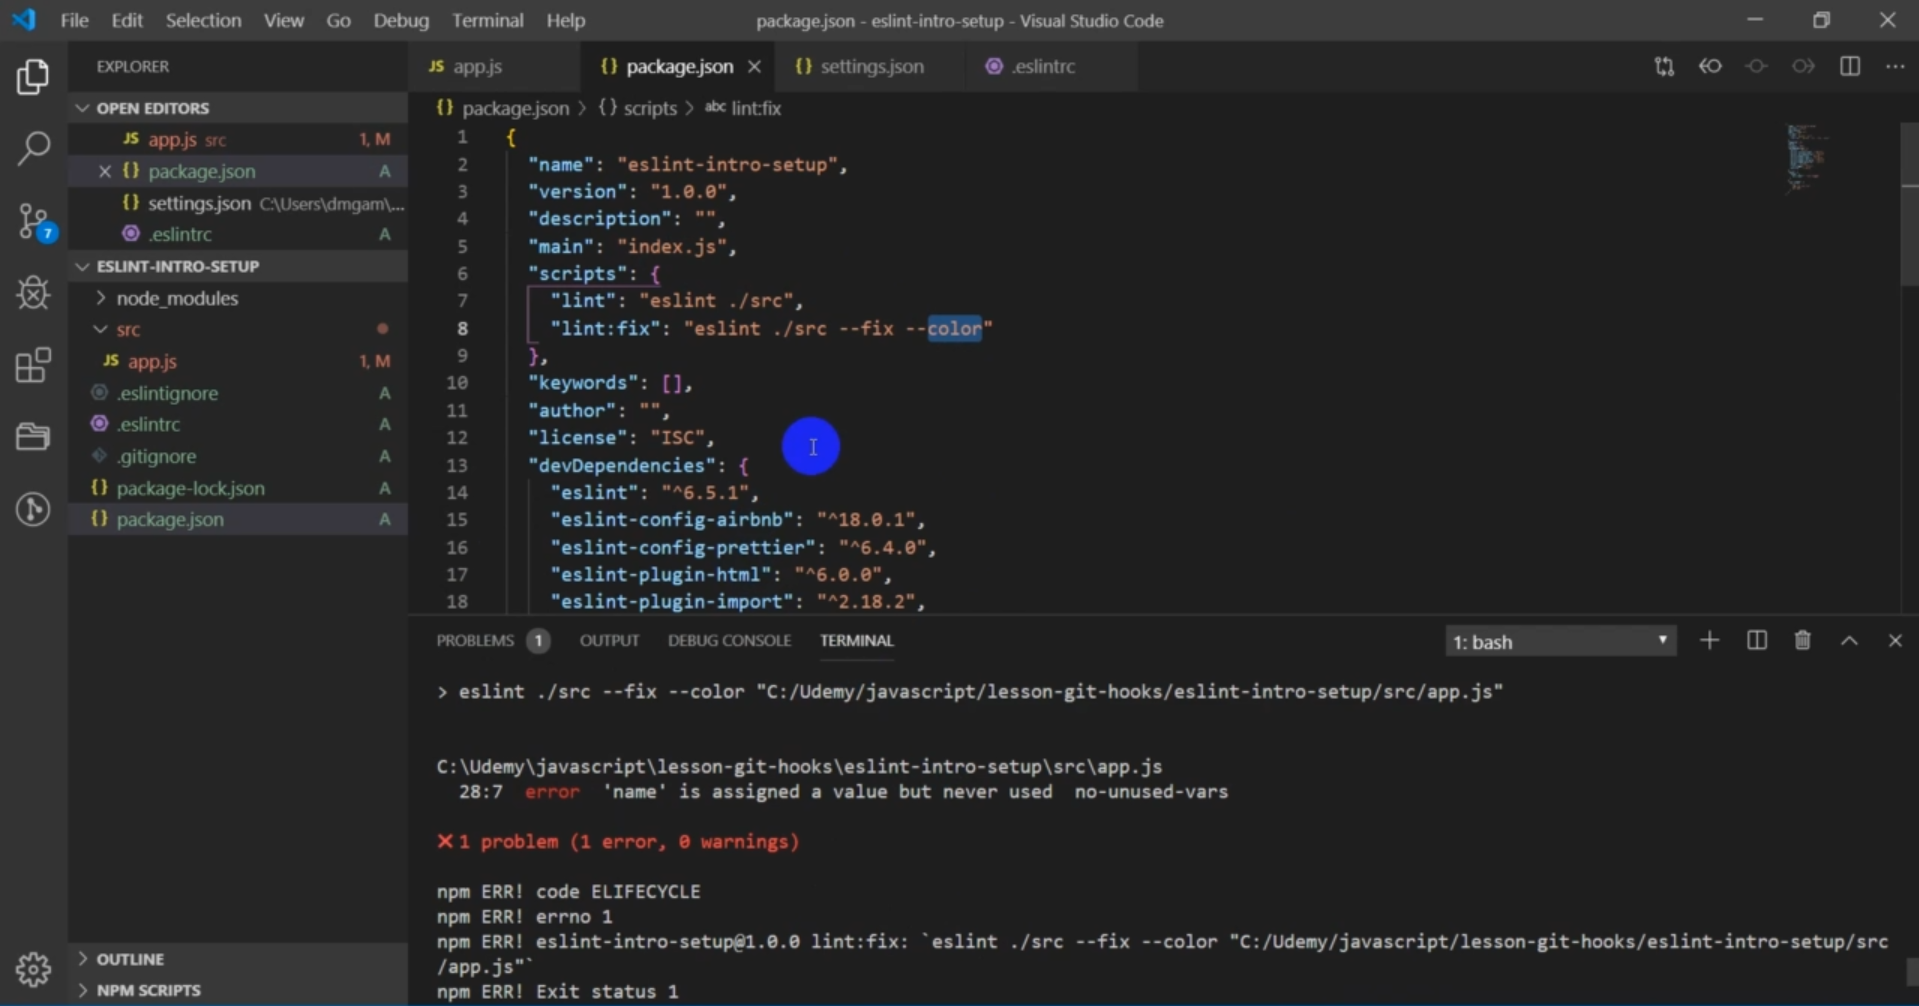 File Edit Selection View Go Debug Terminal Help
package.json - eslint-intro-setup - Visual Studio Code
EXPLORER
OPEN EDITORS
JS app.js src 1, M
{} package.json A
{} settings.json C:\Users\dmgam\...
.eslintrc A
ESLINT-INTRO-SETUP
node_modules
src
JS app.js 1, M
.eslintignore A
.eslintrc A
.gitignore A
{} package-lock.json A
{} package.json A
OUTLINE
NPM SCRIPTS
7
JS app.js
{} package.json
{} settings.json
.eslintrc
{} package.json > {} scripts > abc lint:fix
1 {
2 "name": "eslint-intro-setup",
3 "version": "1.0.0",
4 "description": "",
5 "main": "index.js",
6 "scripts": {
7 "lint": "eslint ./src",
8 "lint:fix": "eslint ./src --fix --color"
9 },
10 "keywords": [],
11 "author": "",
12 "license": "ISC",
13 "devDependencies": {
14 "eslint": "^6.5.1",
15 "eslint-config-airbnb": "^18.0.1",
16 "eslint-config-prettier": "^6.4.0",
17 "eslint-plugin-html": "^6.0.0",
18 "eslint-plugin-import": "^2.18.2",
PROBLEMS 1 OUTPUT DEBUG CONSOLE TERMINAL
1: bash
> eslint ./src --fix --color "C:/Udemy/javascript/lesson-git-hooks/eslint-intro-setup/src/app.js"
C:\Udemy\javascript\lesson-git-hooks\eslint-intro-setup\src\app.js
28:7 error 'name' is assigned a value but never used no-unused-vars
✕ 1 problem (1 error, 0 warnings)
npm ERR! code ELIFECYCLE
npm ERR! errno 1
npm ERR! eslint-intro-setup@1.0.0 lint:fix: `eslint ./src --fix --color "C:/Udemy/javascript/lesson-git-hooks/eslint-intro-setup/src
/app.js"`
npm ERR! Exit status 1